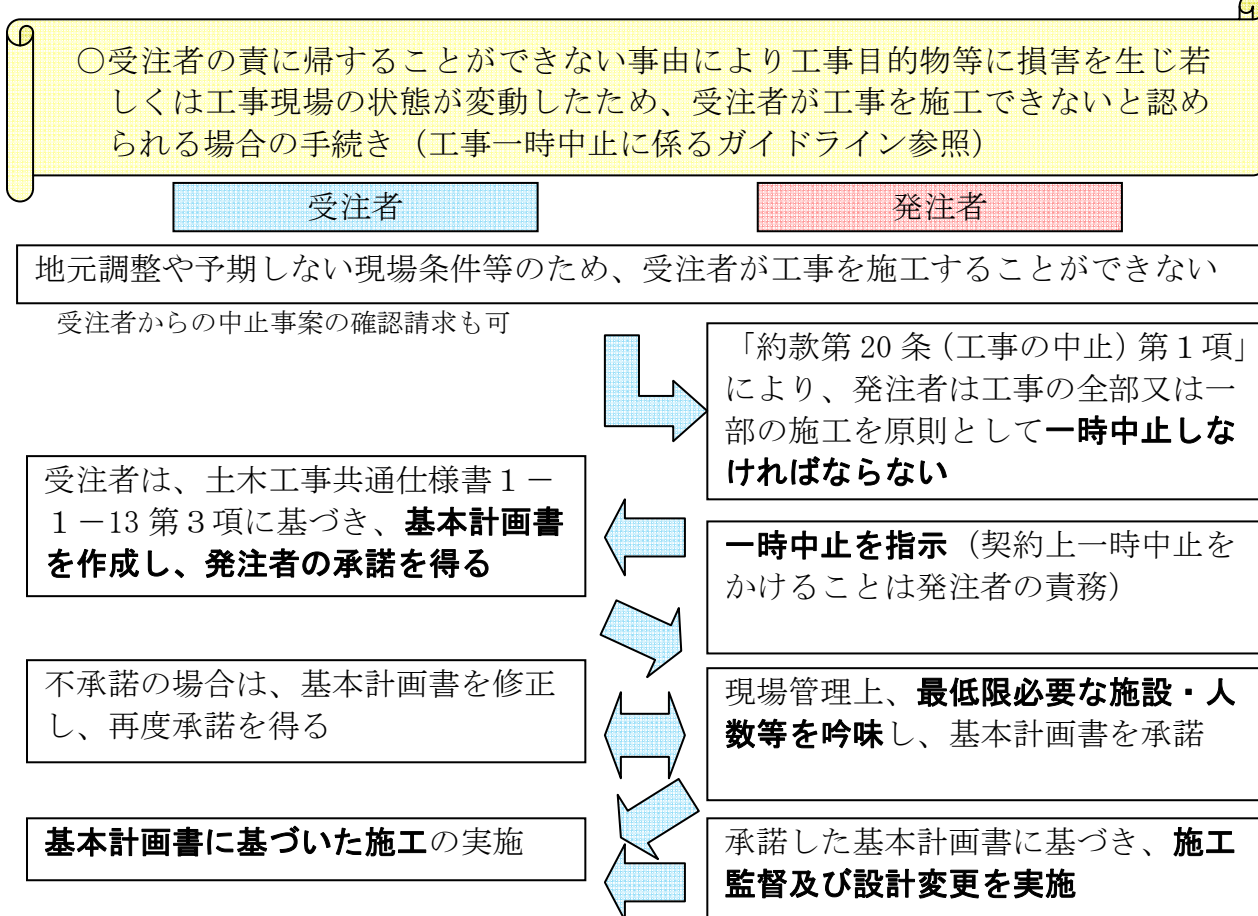 ○受注者の責に帰することができない事由により工事目的物等に損害を生じ若
しくは工事現場の状態が変動したため、受注者が工事を施工できないと認め
られる場合の手続き（工事一時中止に係るガイドライン参照）
受注者
発注者
地元調整や予期しない現場条件等のため、受注者が工事を施工することができない
受注者からの中止事案の確認請求も可
「約款第 20 条（工事の中止）第１項」
により、発注者は工事の全部又は一
部の施工を原則として一時中止しな
ければならない
受注者は、土木工事共通仕様書１－
１－13 第３項に基づき、基本計画書
を作成し、発注者の承諾を得る
一時中止を指示（契約上一時中止を
かけることは発注者の責務）
不承諾の場合は、基本計画書を修正
し、再度承諾を得る
現場管理上、最低限必要な施設・人
数等を吟味し、基本計画書を承諾
基本計画書に基づいた施工の実施
承諾した基本計画書に基づき、施工
監督及び設計変更を実施